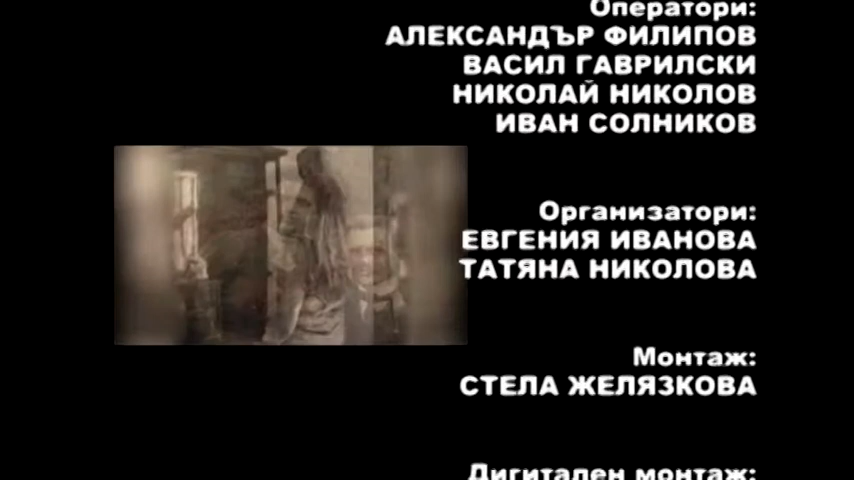 Оператори:
АЛЕКСАНДЪР ФИЛИПОВ
ВАСИЛ ГАВРИЛСКИ
НИКОЛАЙ НИКОЛОВ
ИВАН СОЛНИКОВ
Организатори:
ЕВГЕНИЯ ИВАНОВА
ТАТЯНА НИКОЛОВА
Монтаж:
СТЕЛА ЖЕЛЯЗКОВА
Дигитален монтаж: